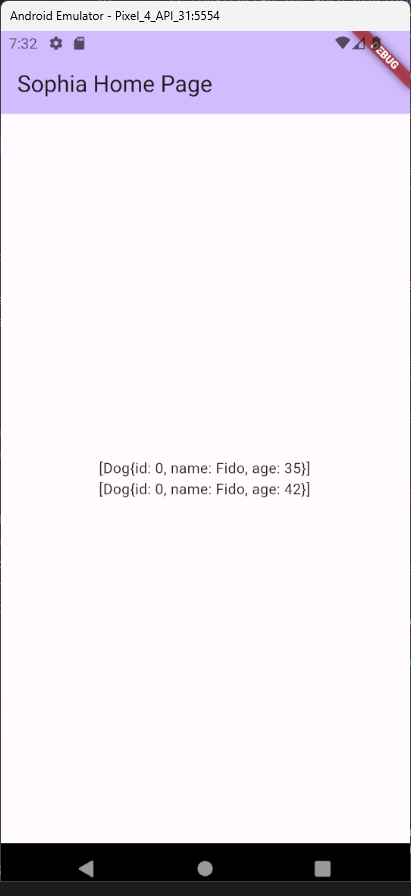 Android Emulator - Pixel_4_API_31:5554
7:32
DEBUG
Sophia Home Page
[Dog{id: 0, name: Fido, age: 35}]
[Dog{id: 0, name: Fido, age: 42}]